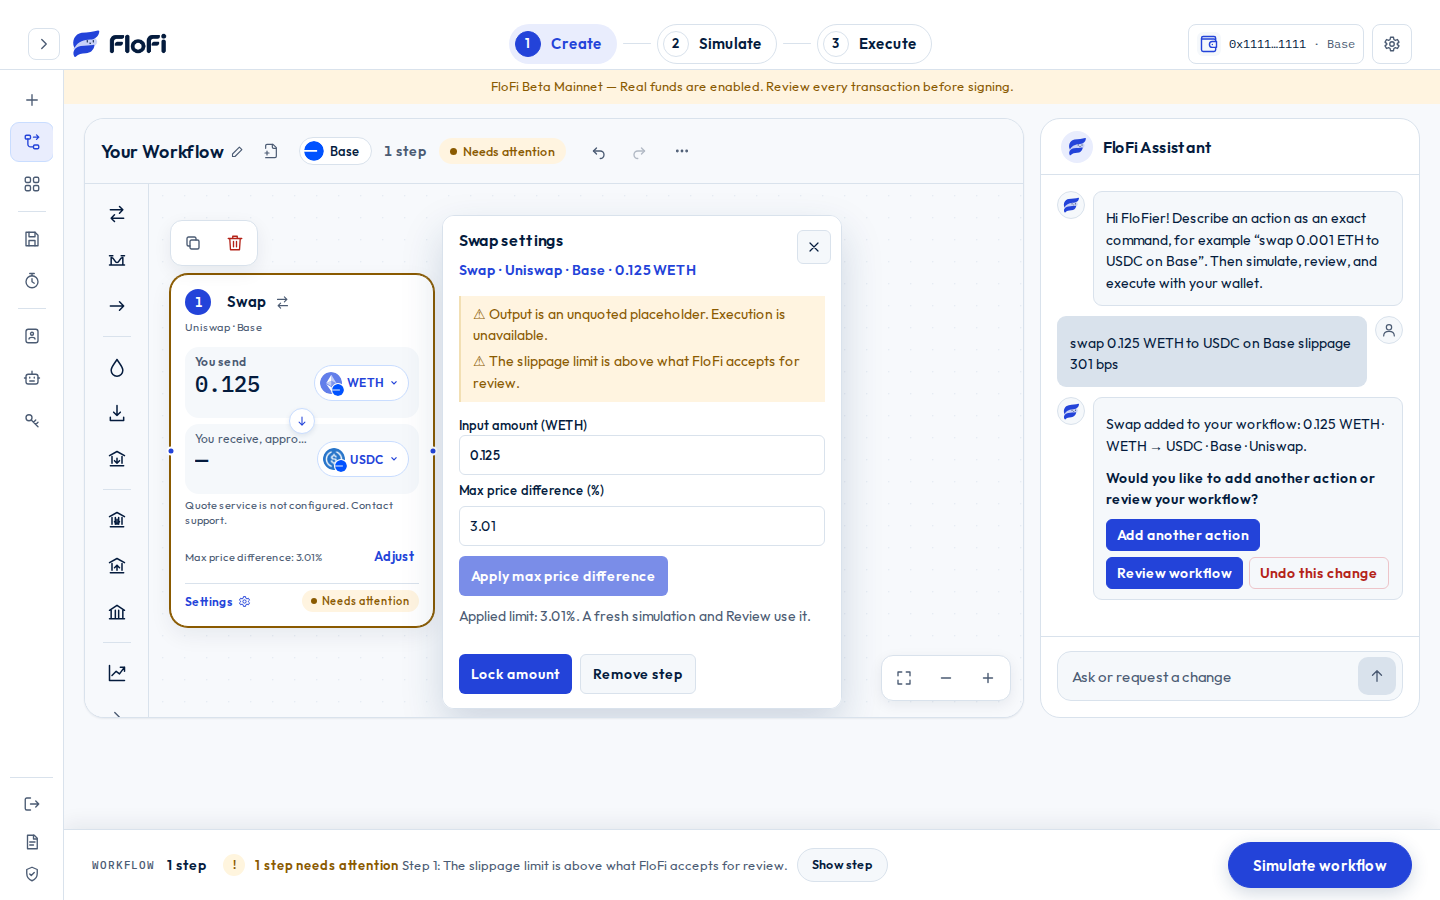 FloFi
1 Create
2 Simulate
3 Execute
0x1111…1111 · Base
FloFi Beta Mainnet — Real funds are enabled. Review every transaction before signing.
Your Workflow
Base
1 step
Needs attention
Swap settings
Swap · Uniswap · Base · 0.125 WETH
⚠ Output is an unquoted placeholder. Execution is
unavailable.
⚠ The slippage limit is above what FloFi accepts for
review.
Input amount (WETH)
0.125
Max price difference (%)
3.01
Apply max price difference
Applied limit: 3.01%. A fresh simulation and Review use it.
Lock amount
Remove step
1 Swap
Uniswap · Base
You send
0.125
WETH
You receive, appro...
—
USDC
Quote service is not configured. Contact
support.
Max price difference: 3.01%
Adjust
Settings
Needs attention
FloFi Assistant
Hi FloFier! Describe an action as an exact
command, for example “swap 0.001 ETH to
USDC on Base”. Then simulate, review, and
execute with your wallet.
swap 0.125 WETH to USDC on Base slippage
301 bps
Swap added to your workflow: 0.125 WETH ·
WETH → USDC · Base · Uniswap.
Would you like to add another action or
review your workflow?
Add another action
Review workflow
Undo this change
Ask or request a change
WORKFLOW
1 step
! 1 step needs attention Step 1: The slippage limit is above what FloFi accepts for review.
Show step
Simulate workflow